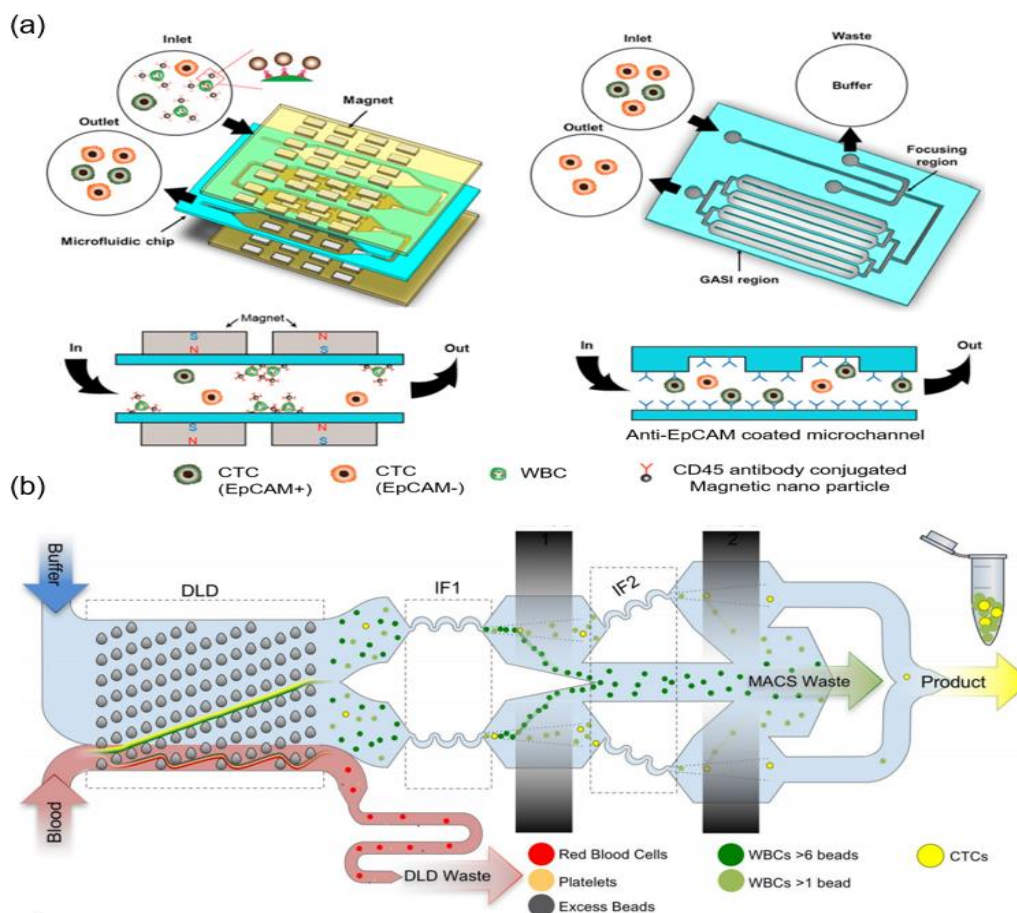 (a)
Inlet
Magnet
Outlet
Microfluidic chip
Inlet
Waste
Buffer
Outlet
Focusing
region
GASI region
Magnet
In
S
N
N
S
Out
N
S
S
N
In
Out
Anti-EpCAM coated microchannel
CTC
(EpCAM+)
CTC
(EpCAM-)
WBC
CD45 antibody conjugated
Magnetic nano particle
(b)
Buffer
DLD
IF1
1
IF2
2
MACS Waste
Product
Blood
DLD Waste
Red Blood Cells
Platelets
Excess Beads
WBCs >6 beads
WBCs >1 bead
CTCs